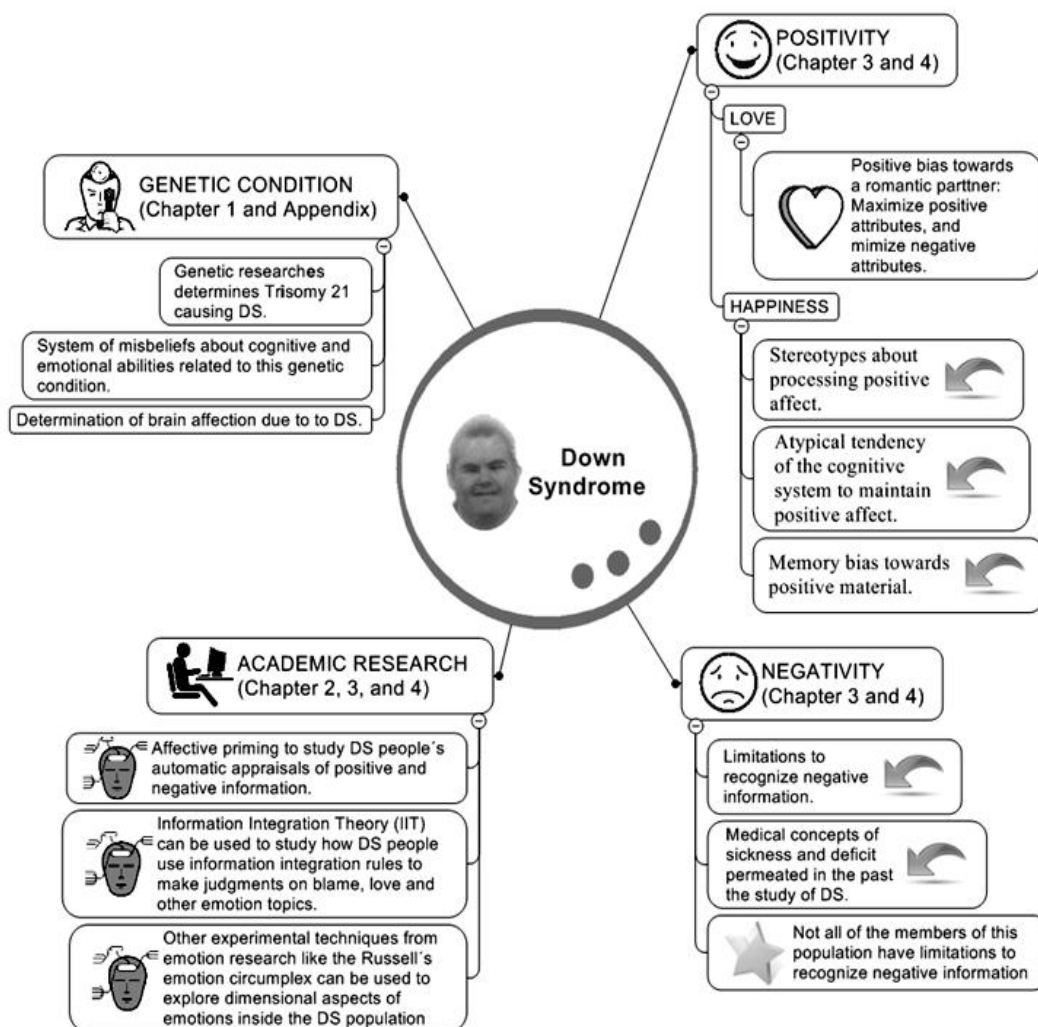 POSITIVITY
(Chapter 3 and 4)
LOVE
Positive bias towards
a romantic parttner:
Maximize positive
attributes, and
mimize negative
attributes.
HAPPINESS
Stereotypes about
processing positive
affect.
Atypical tendency
of the cognitive
system to maintain
positive affect.
Memory bias towards
positive material.
GENETIC CONDITION
(Chapter 1 and Appendix)
Genetic researches
determines Trisomy 21
causing DS.
System of misbeliefs about cognitive and
emotional abilities related to this genetic
condition.
Determination of brain affection due to to DS.
Down
Syndrome
ACADEMIC RESEARCH
(Chapter 2, 3, and 4)
Affective priming to study DS people´s
automatic appraisals of positive and
negative information.
Information Integration Theory (IIT)
can be used to study how DS people
use information integration rules to
make judgments on blame, love and
other emotion topics.
Other experimental techniques from
emotion research like the Russell´s
emotion circumplex can be used to
explore dimensional aspects of
emotions inside the DS population
NEGATIVITY
(Chapter 3 and 4)
Limitations to
recognize negative
information.
Medical concepts of
sickness and deficit
permeated in the past
the study of DS.
Not all of the members of this
population have limitations to
recognize negative information